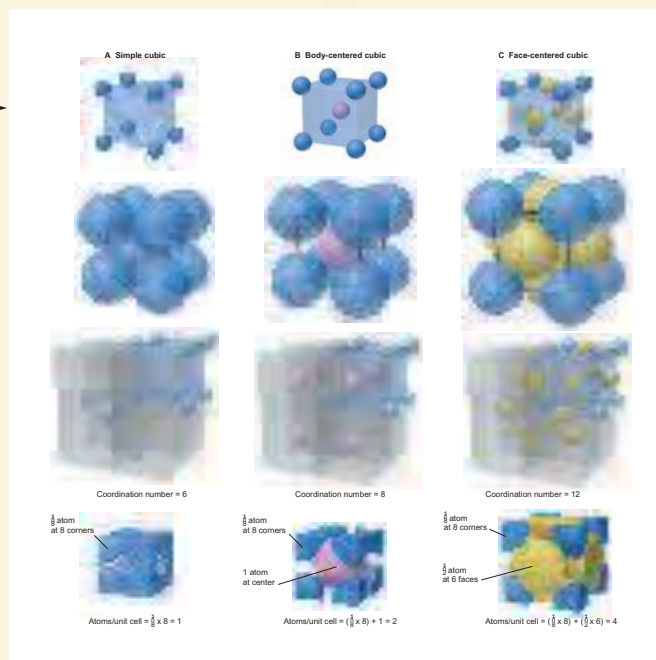 A Simple cubic
B Body-centered cubic
C Face-centered cubic
Coordination number = 6
Coordination number = 8
Coordination number = 12
1/8 atom
at 8 corners
1/8 atom
at 8 corners
1 atom
at center
1/8 atom
at 8 corners
1/2 atom
at 6 faces
Atoms/unit cell = 1/8 x 8 = 1
Atoms/unit cell = (1/8 x 8) + 1 = 2
Atoms/unit cell = (1/8 x 8) + (1/2 x 6) = 4